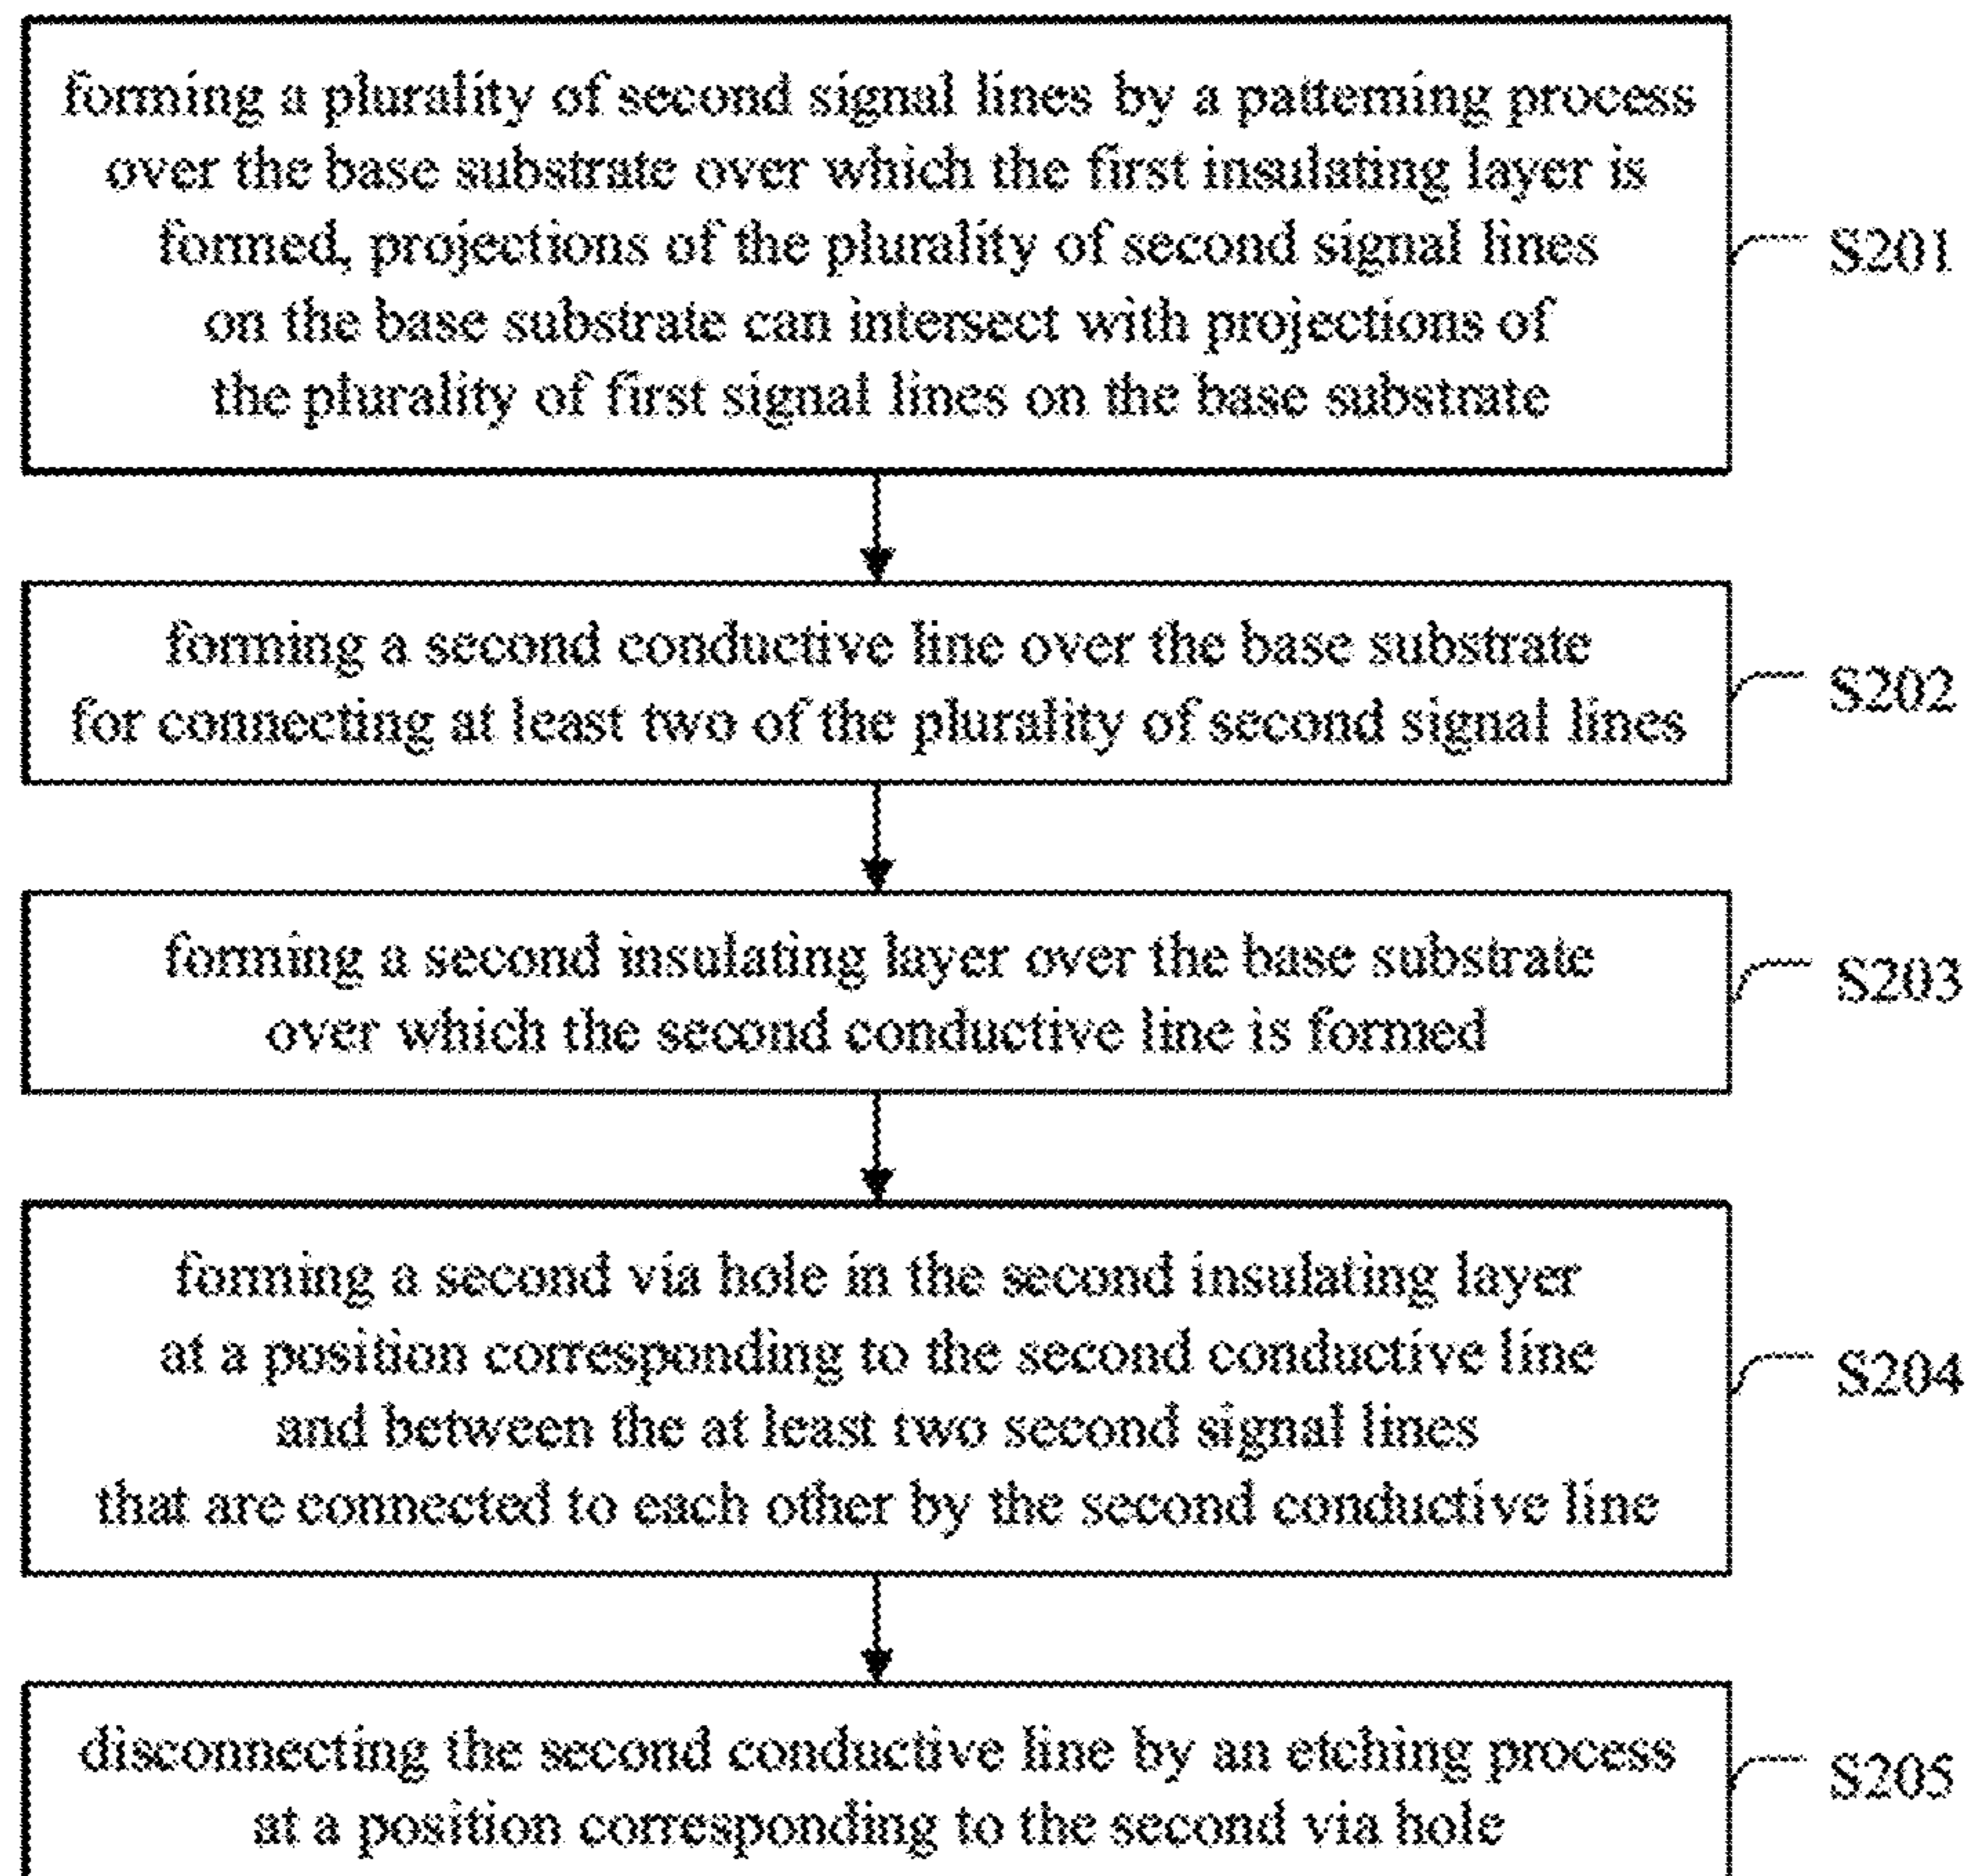 forming a plurality of second signal lines by a patterning process
over the base substrate over which the first insulating layer is
formed, projections of the plurality of second signal lines
on the base substrate can intersect with projections of
the plurality of first signal lines on the base substrate
S201
forming a second conductive line over the base substrate
for connecting at least two of the plurality of second signal lines
S202
forming a second insulating layer over the base substrate
over which the second conductive line is formed
S203
forming a second via hole in the second insulating layer
at a position corresponding to the second conductive line
and between the at least two second signal lines
that are connected to each other by the second conductive line
S204
disconnecting the second conductive line by an etching process
at a position corresponding to the second via hole
S205